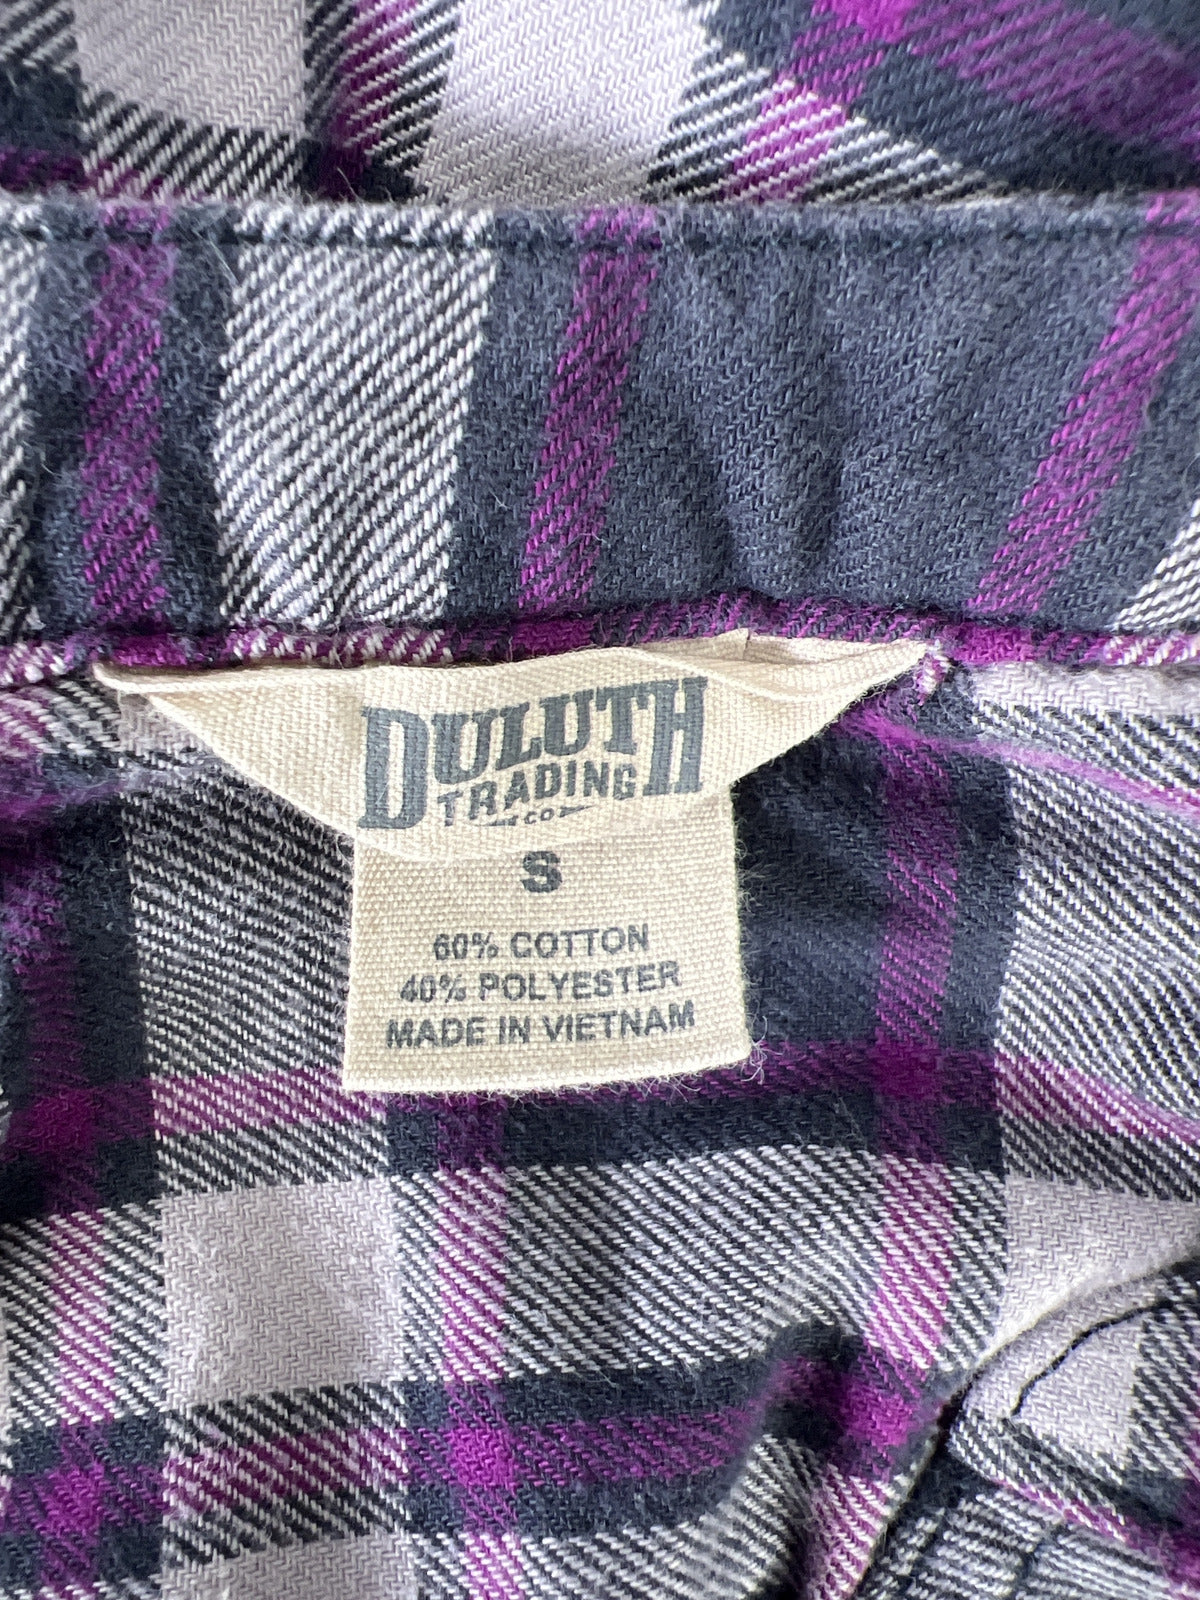 DULUTH
TRADING
CO
S
60% COTTON
40% POLYESTER
MADE IN VIETNAM